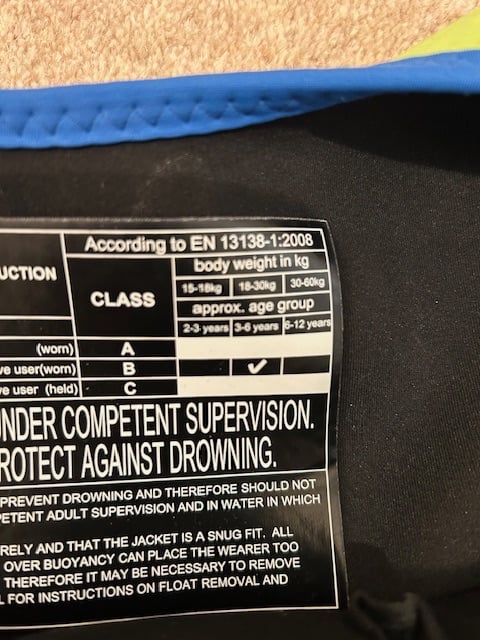 According to EN 13138-1:2008
UCTION
CLASS
body weight in kg
15-18kg 18-30kg 30-60kg
approx. age group
2-3 years 3-6 years 6-12 years
(worn) A
ve user(worn) B ✔
ve user (held) C
UNDER COMPETENT SUPERVISION.
ROTECT AGAINST DROWNING.
PREVENT DROWNING AND THEREFORE SHOULD NOT
PETENT ADULT SUPERVISION AND IN WATER IN WHICH
RELY AND THAT THE JACKET IS A SNUG FIT. ALL
OVER BUOYANCY CAN PLACE THE WEARER TOO
THEREFORE IT MAY BE NECESSARY TO REMOVE
L FOR INSTRUCTIONS ON FLOAT REMOVAL AND